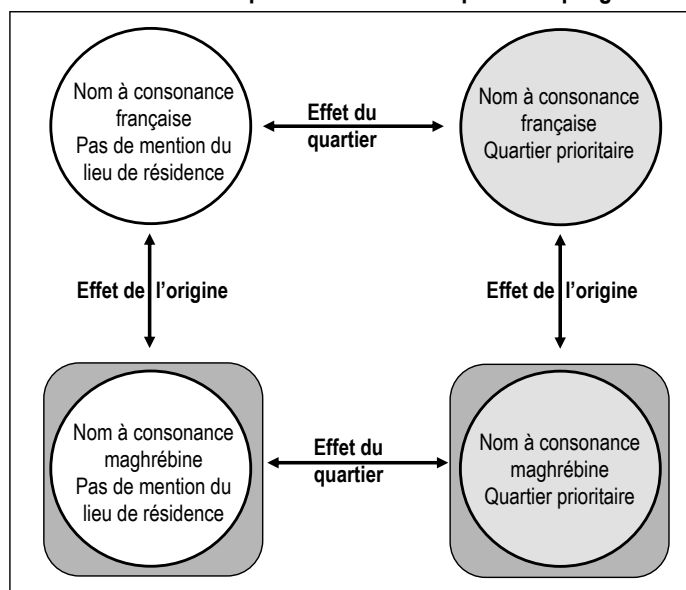 Nom à consonance
française
Pas de mention du
lieu de résidence
Effet du
quartier
Nom à consonance
française
Quartier prioritaire
Effet de l'origine
Effet de l'origine
Nom à consonance
maghrébine
Pas de mention du
lieu de résidence
Effet du
quartier
Nom à consonance
maghrébine
Quartier prioritaire